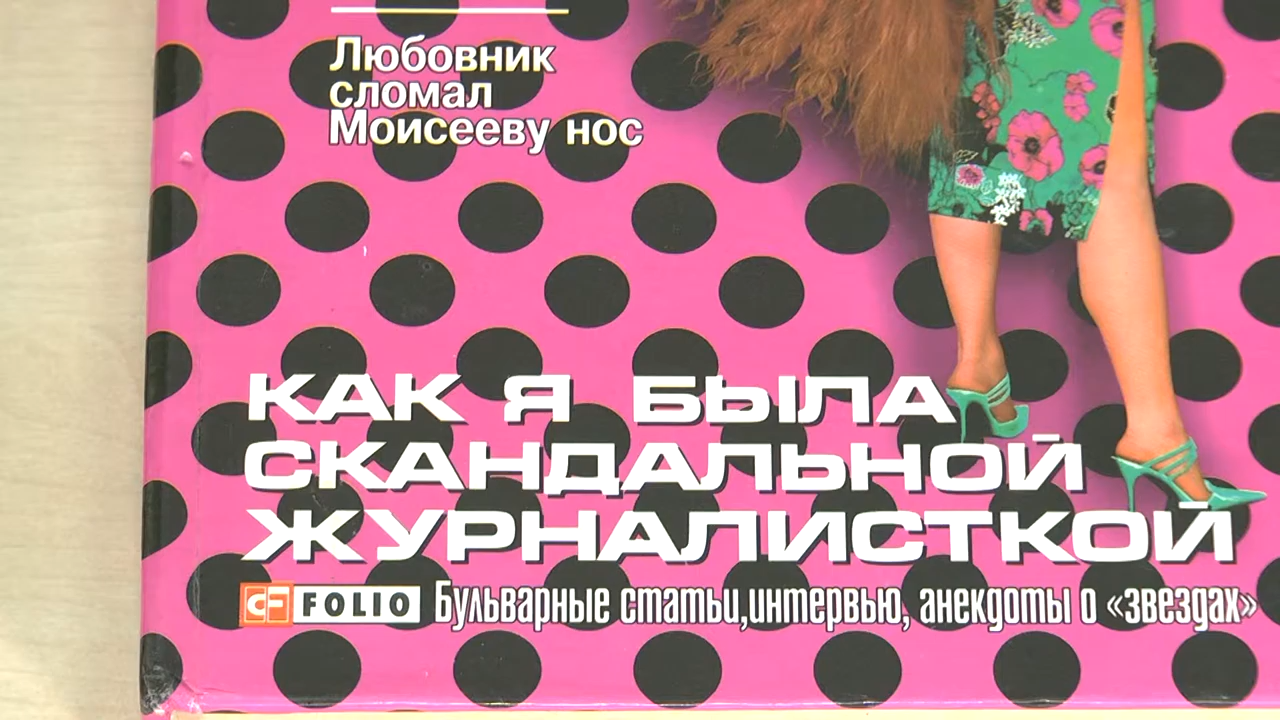 Любовник
сломал
Моисееву нос
КАК Я БЫЛА
СКАНДАЛЬНОЙ
ЖУРНАЛИСТКОЙ
CF FOLIO Бульварные статьи,интервью, анекдоты о «звездах»